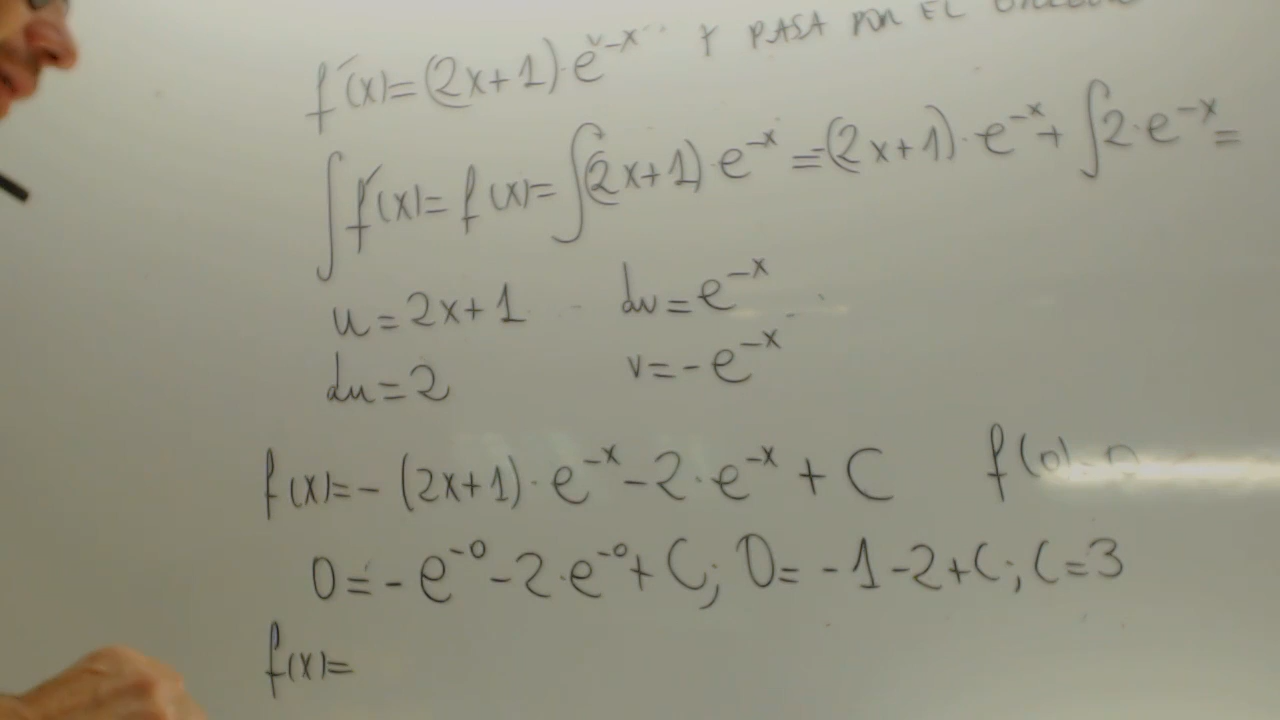 f'(x)=(2x+1)·e^-x y PASA POR EL
∫f'(x)=f(x)=∫(2x+1)·e^-x=(2x+1)·e^-x+∫2·e^-x=
u=2x+1 dv=e^-x
du=2 v=-e^-x
f(x)=-(2x+1)·e^-x-2·e^-x+C f(0)
0=-e^-0-2·e^-0+C; 0=-1-2+C; C=3
f(x)=